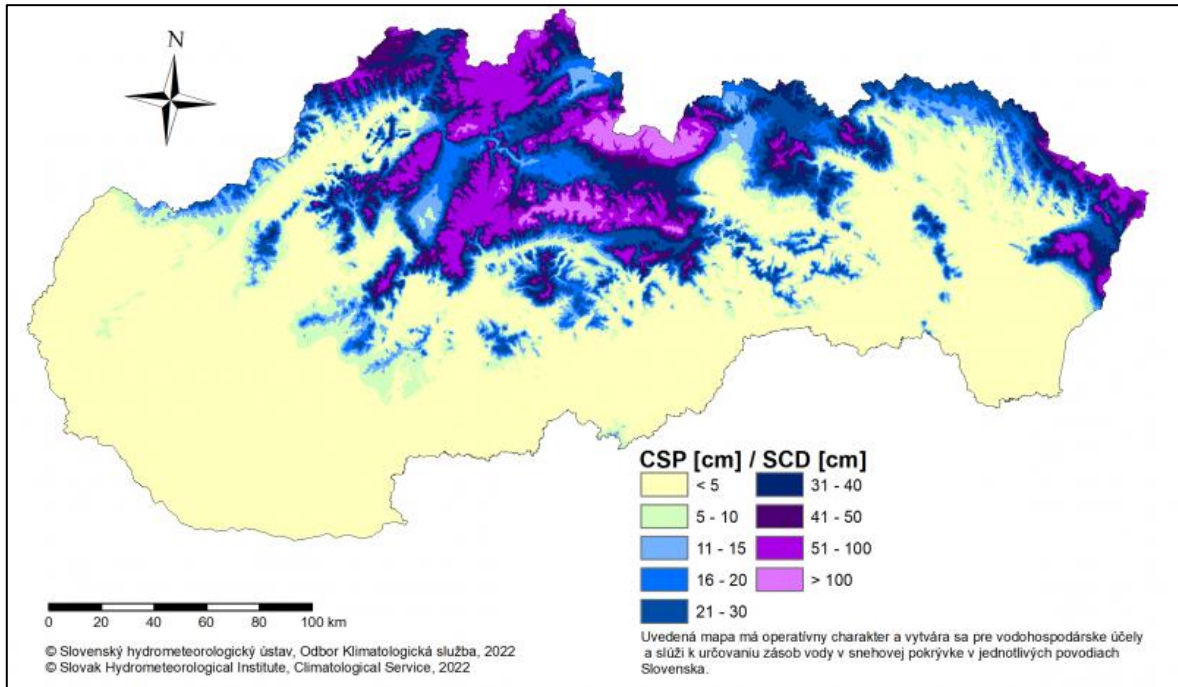 N
CSP [cm] / SCD [cm]
< 5
5 - 10
11 - 15
16 - 20
21 - 30
31 - 40
41 - 50
51 - 100
> 100
0 20 40 60 80 100 km
© Slovenský hydrometeorologický ústav, Odbor Klimatologická služba, 2022
© Slovak Hydrometeorological Institute, Climatological Service, 2022
Uvedená mapa má operatívny charakter a vytvára sa pre vodohospodárske účely
a slúži k určovaniu zásob vody v snehovej pokrývke v jednotlivých povodiach
Slovenska.